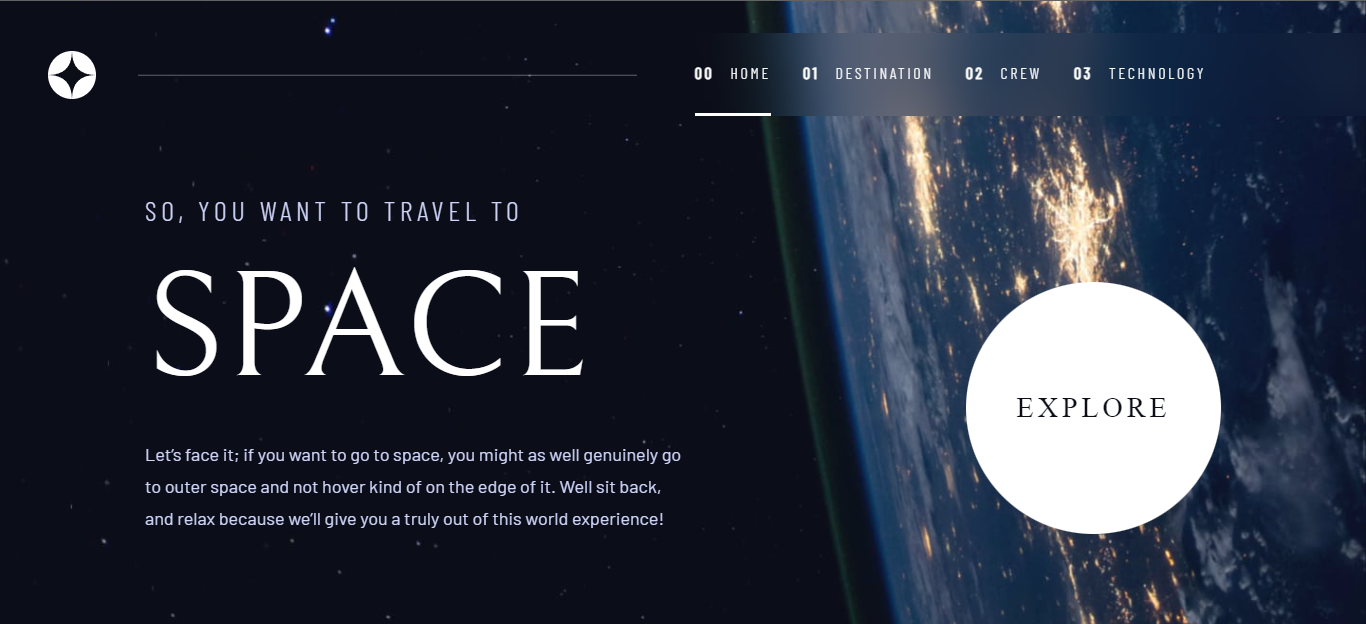 00 HOME 01 DESTINATION 02 CREW 03 TECHNOLOGY
SO, YOU WANT TO TRAVEL TO
SPACE
Let’s face it; if you want to go to space, you might as well genuinely go
to outer space and not hover kind of on the edge of it. Well sit back,
and relax because we’ll give you a truly out of this world experience!
EXPLORE